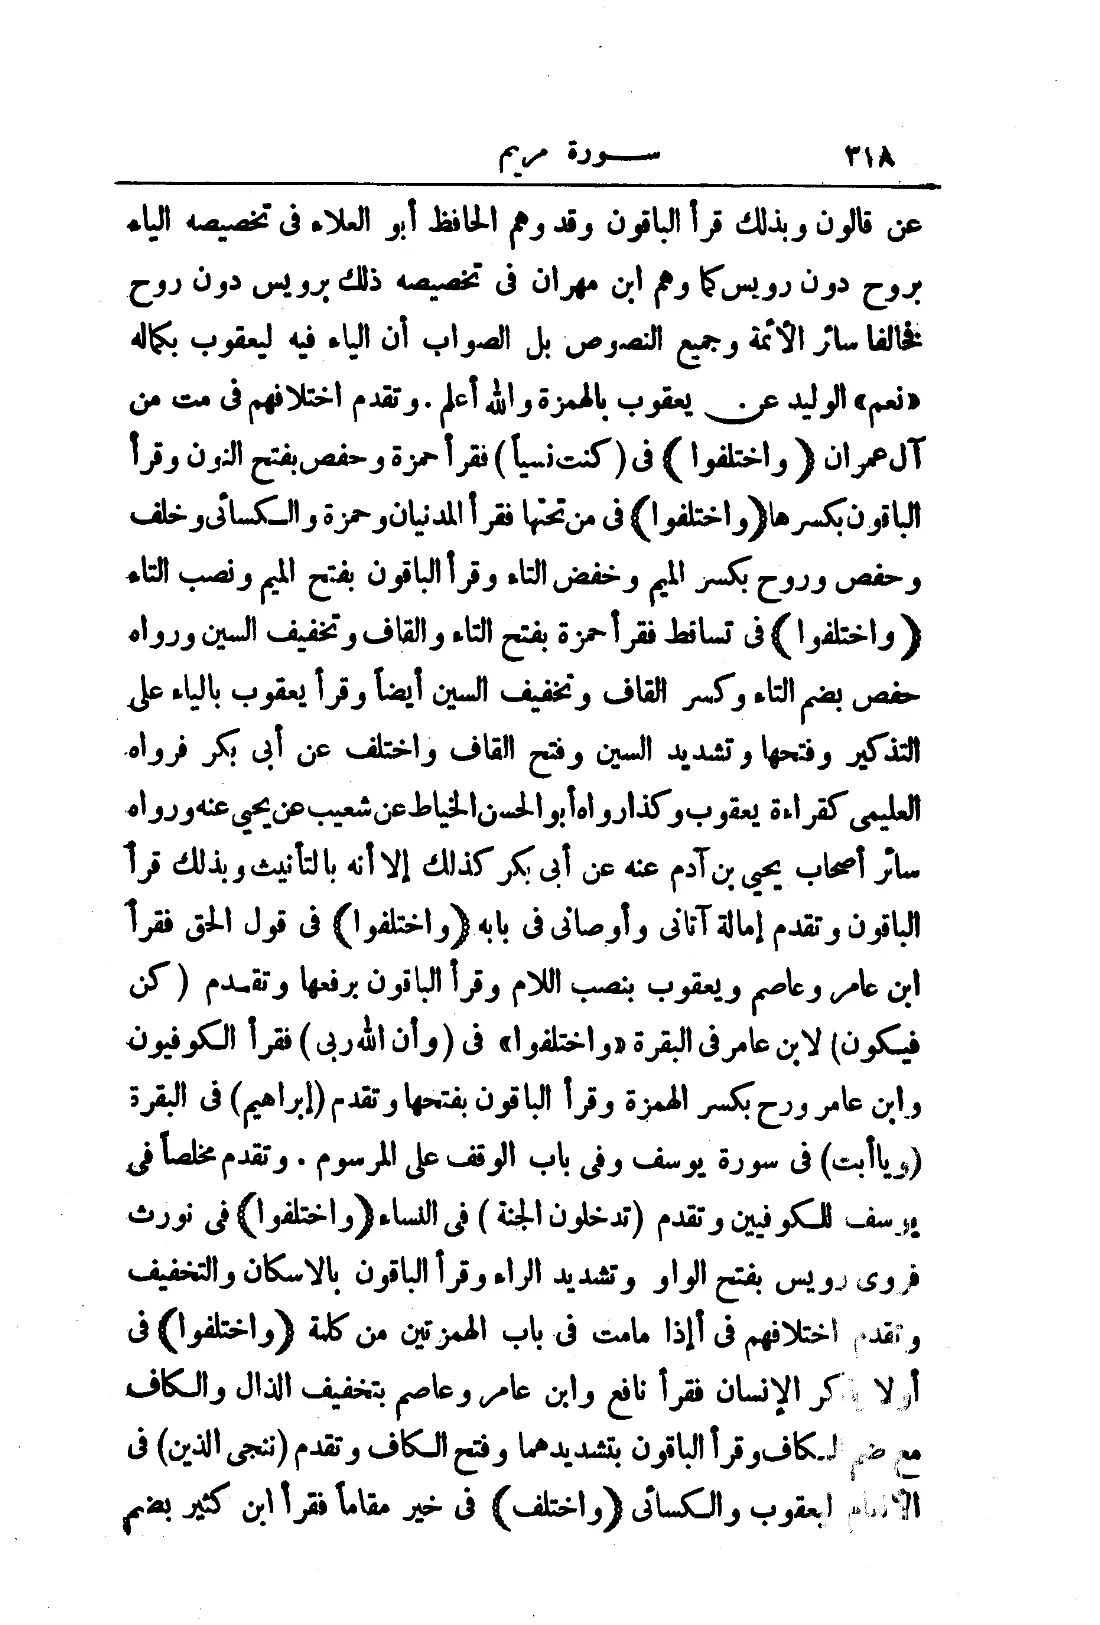 ٣١٨ ســورة مريم
عن قالون وبذلك قرأ الباقون وقد وهم الحافظ أبو العلاء فى تخصيصه الياء
بروح دون رويس كما وهم ابن مهران فى تخصيصه ذلك برويس دون روح
فخالفا سائر الأئمة وجميع النصوص بل الصواب أن الياء فيه ليعقوب بكماله
«نعم» الوليد عن يعقوب بالهمزة والله أعلم . وتقدم اختلافهم فى مت من
آل عمران (واختلفوا) فى (كنت نسياً) فقرأ حمزة وحفص بفتح النون وقرأ
الباقون بكسرها (واختلفوا) فى من تحتها فقرأ المدنيان وحمزة والكسائى وخلف
وحفص وروح بكسر الميم وخفض التاء وقرأ الباقون بفتح الميم ونصب التاء
(واختلفوا) فى تساقط فقرأ حمزة بفتح التاء والقاف وتخفيف السين ورواه
حفص بضم التاء وكسر القاف وتخفيف السين أيضاً وقرأ يعقوب بالياء على
التذكير وفتحها وتشديد السين وفتح القاف واختلف عن أبى بكر فرواه
العليمى كقراءة يعقوب وكذا رواه أبو الحسن الخياط عن شعيب عن يحيى عنه ورواه
سائر أصحاب يحيى بن آدم عنه عن أبى بكر كذلك إلا أنه بالتأنيث وبذلك قرأ
الباقون وتقدم إمالة آتانى وأوصانى فى بابه (واختلفوا) فى قول الحق فقرأ
ابن عامر وعاصم ويعقوب بنصب اللام وقرأ الباقون برفعها وتقدم (كن
فيكون) لابن عامر فى البقرة «واختلفوا» فى (وأن الله ربى) فقرأ الكوفيون
وابن عامر ورح بكسر الهمزة وقرأ الباقون بفتحها وتقدم (إبراهيم) فى البقرة
(وياأبت) فى سورة يوسف وفى باب الوقف على المرسوم . وتقدم مخلصاً فى
يوسف للكوفيين وتقدم (تدخلون الجنة) فى النساء (واختلفوا) فى نورث
فروى رويس بفتح الواو وتشديد الراء وقرأ الباقون بالاسكان والتخفيف
وتقدم اختلافهم فى أإذا مامت فى باب الهمزتين من كلمة (واختلفوا) فى
أولا يذكر الإنسان فقرأ نافع وابن عامر وعاصم بتخفيف الذال والكاف
مع ضم الكاف وقرأ الباقون بتشديدهما وفتح الكاف وتقدم (ننجى الذين) فى
الأنعام ليعقوب والكسائى (واختلف) فى خير مقاماً فقرأ ابن كثير بضم